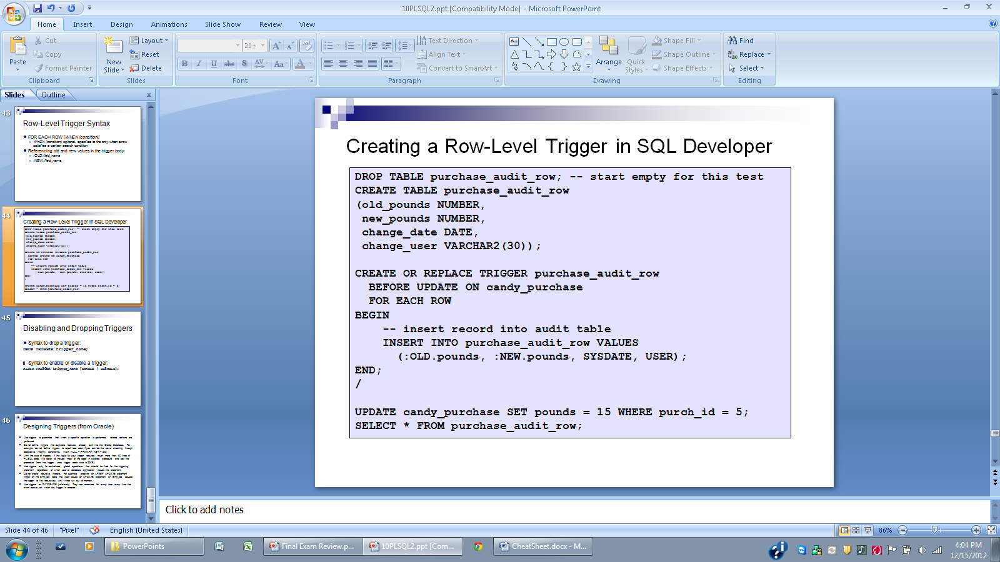 10PLSQL2.ppt [Compatibility Mode] - Microsoft PowerPoint
Home Insert Design Animations Slide Show Review View
Paste
Cut
Copy
Format Painter
Clipboard
New Slide
Layout
Reset
Delete
Slides
20
Font
Text Direction
Align Text
Convert to SmartArt
Paragraph
Arrange
Quick Styles
Shape Fill
Shape Outline
Shape Effects
Drawing
Find
Replace
Select
Editing
Slides Outline
43
Row-Level Trigger Syntax
FOR EACH ROW [WHEN (condition)]
WHEN (condition) optional, specifies to fire only when a row satisfies a certain search condition
Referencing old and new values in the trigger body:
:OLD.field_name
:NEW.field_name
44
Creating a Row-Level Trigger in SQL Developer
45
Disabling and Dropping Triggers
Syntax to drop a trigger:
DROP TRIGGER trigger_name;
Syntax to enable or disable a trigger:
ALTER TRIGGER trigger_name [ENABLE | DISABLE];
46
Designing Triggers (from Oracle)
Creating a Row-Level Trigger in SQL Developer
DROP TABLE purchase_audit_row; -- start empty for this test
CREATE TABLE purchase_audit_row
(old_pounds NUMBER,
new_pounds NUMBER,
change_date DATE,
change_user VARCHAR2(30));
CREATE OR REPLACE TRIGGER purchase_audit_row
BEFORE UPDATE ON candy_purchase
FOR EACH ROW
BEGIN
-- insert record into audit table
INSERT INTO purchase_audit_row VALUES
(:OLD.pounds, :NEW.pounds, SYSDATE, USER);
END;
/
UPDATE candy_purchase SET pounds = 15 WHERE purch_id = 5;
SELECT * FROM purchase_audit_row;
Click to add notes
Slide 44 of 46 "Pixel" English (United States) 86%
PowerPoints Final Exam Review.p... 10PLSQL2.ppt [Com... CheatSheet.docx - M...
4:04 PM
12/15/2012